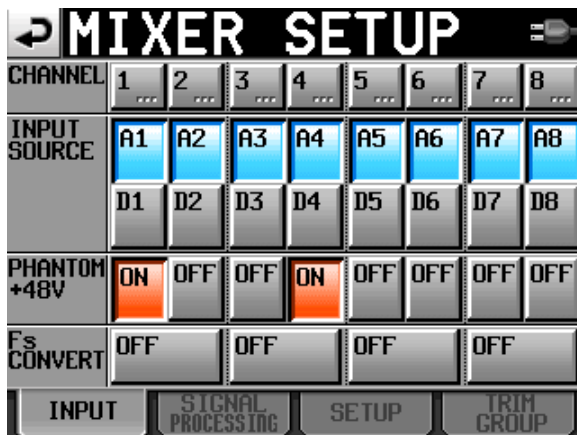 MIXER SETUP
CHANNEL 1 2 3 4 5 6 7 8
INPUT SOURCE A1 A2 A3 A4 A5 A6 A7 A8
D1 D2 D3 D4 D5 D6 D7 D8
PHANTOM +48V ON OFF OFF ON OFF OFF OFF OFF
Fs CONVERT OFF OFF OFF OFF
INPUT SIGNAL PROCESSING SETUP TRIM GROUP